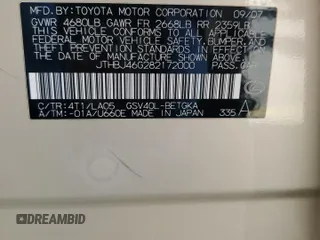 BY: TOYOTA MOTOR CORPORATION 09/07
GVWR 4680LB GAWR FR 2668LB RR 2359LB
THIS VEHICLE CONFORMS TO ALL APPLICABLE
FEDERAL MOTOR VEHICLE SAFETY, BUMPER, AND
THEFT PREVENTION STANDARDS IN EFFECT ON
THE DATE OF MANUFACTURE SHOWN ABOVE.
JTHBJ46G282172000 PASS. CAR
C/TR: 4T1/LA05 GSV40L-BETGKA
A/TM: -01A/U660E MADE IN JAPAN 335 A
DREAMBID